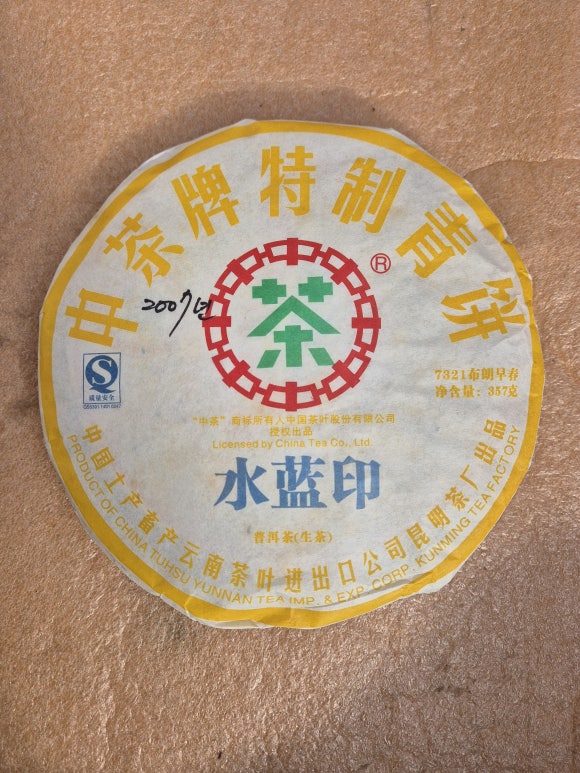 中茶牌特制青饼
茶
®
2007년
质量安全
7321布朗早春
净含量：357克
"中茶"商标所有人中国茶叶股份有限公司
授权出品
Licensed by China Tea Co., Ltd.
水蓝印
普洱茶(生茶)
中国土产畜产云南茶叶进出口公司昆明茶厂出品
PRODUCT OF CHINA TUHSU YUNNAN TEA IMP. & EXP. CORP. KUNMING TEA FACTORY